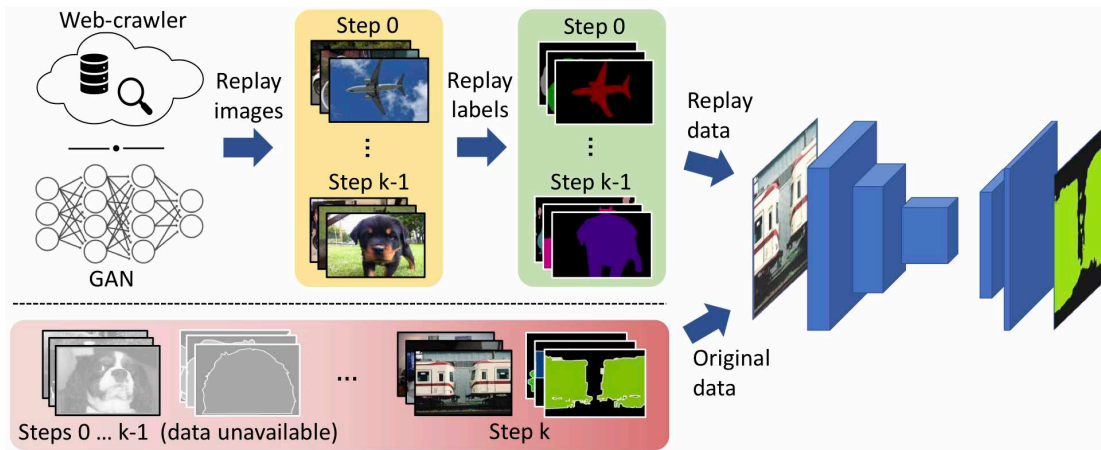 Web-crawler
GAN
Replay
images
Step 0
⋮
Step k-1
Replay
labels
Step 0
⋮
Step k-1
Replay
data
Original
data
Steps 0 ... k-1 (data unavailable)
...
Step k